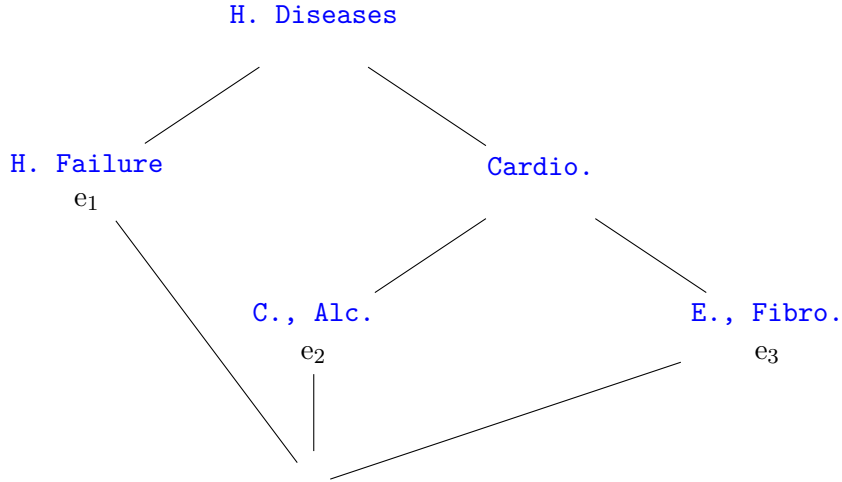 H. Diseases
H. Failure
e₁
Cardio.
C., Alc.
e₂
E., Fibro.
e₃